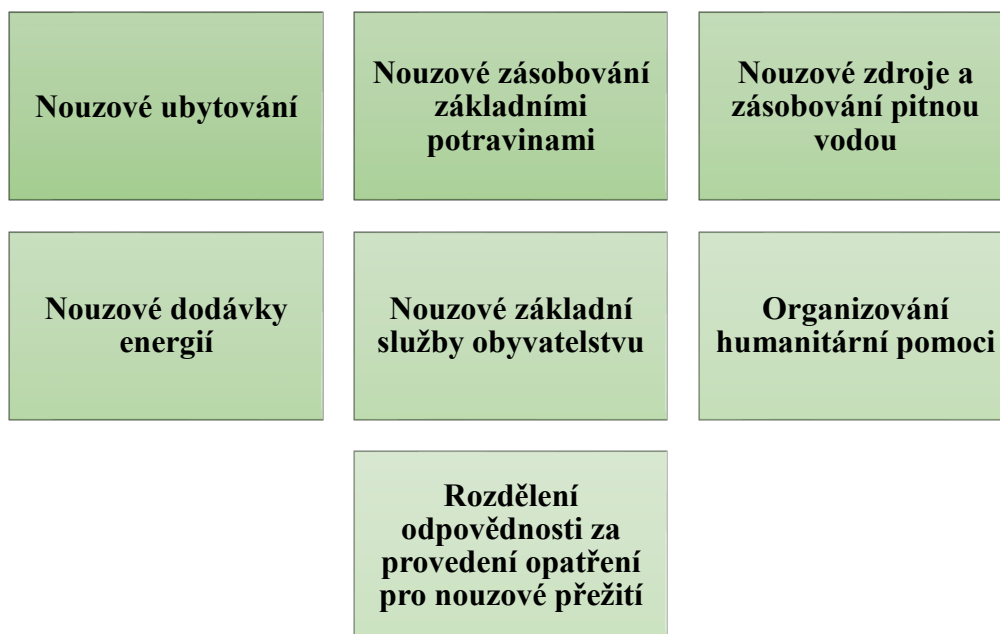 Nouzové ubytování
Nouzové zásobování
základními
potravinami
Nouzové zdroje a
zásobování pitnou
vodou
Nouzové dodávky
energií
Nouzové základní
služby obyvatelstvu
Organizování
humanitární pomoci
Rozdělení
odpovědnosti za
provedení opatření
pro nouzové přežití